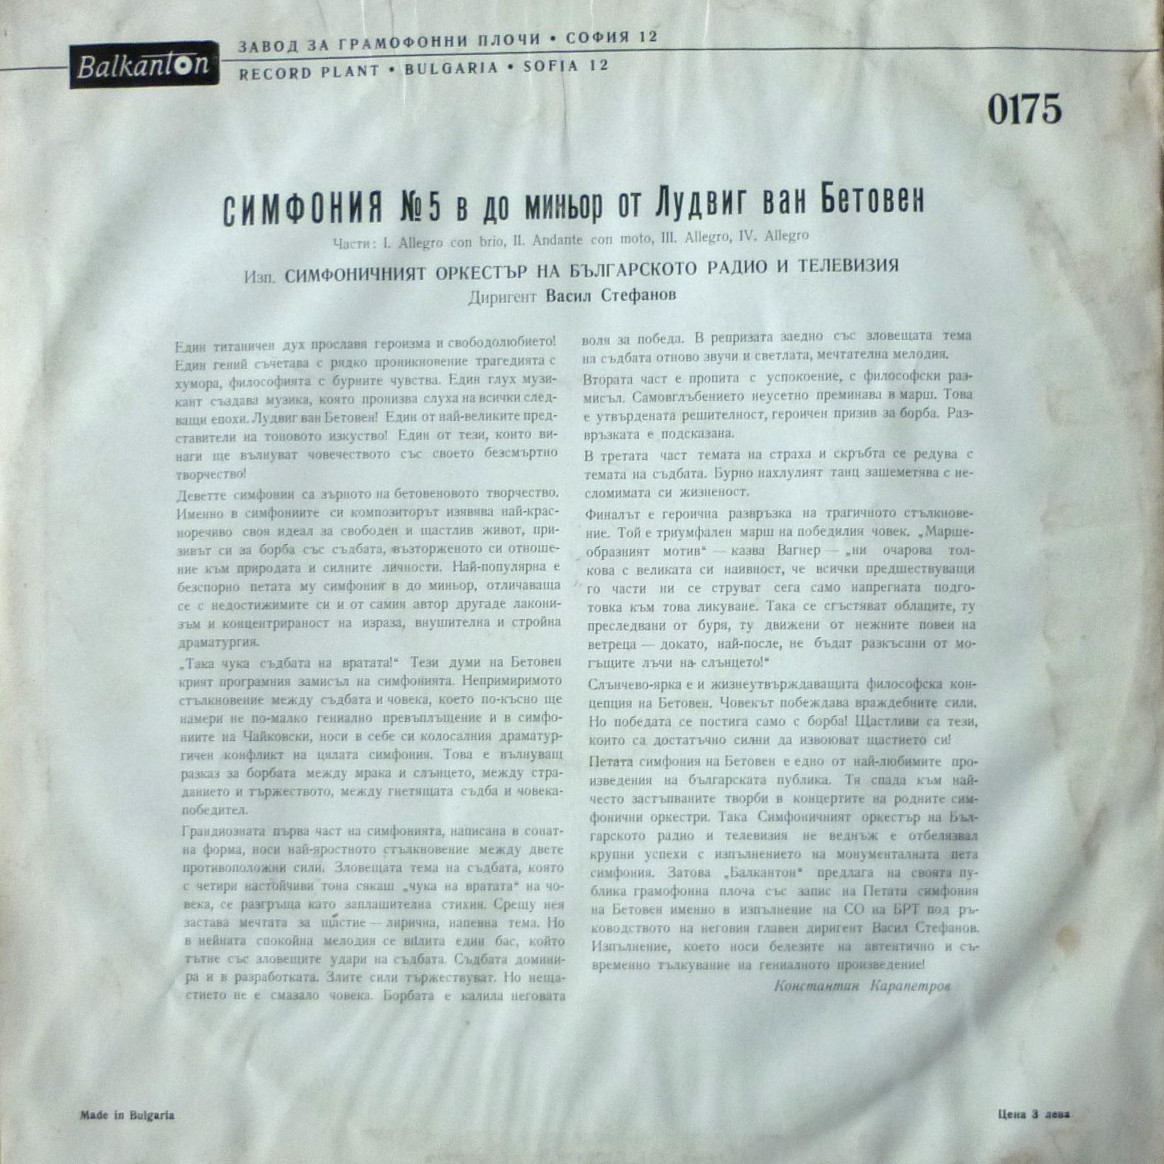 Balkanton
ЗАВОД ЗА ГРАМОФОННИ ПЛОЧИ • СОФИЯ 12
RECORD PLANT • BULGARIA • SOFIA 12
0175
СИМФОНИЯ №5 в до миньор от Лудвиг ван Бетовен
Части: I. Allegro con brio, II. Andante con moto, III. Allegro, IV. Allegro
Изп. СИМФОНИЧНИЯТ ОРКЕСТЪР НА БЪЛГАРСКОТО РАДИО И ТЕЛЕВИЗИЯ
Диригент Васил Стефанов
Един титаничен дух прославя героизма и свободолюбието!
Един гений съчетава с рядко проникновение трагедията с
хумора, философията с бурните чувства. Един глух музи-
кант създава музика, която пронизва слуха на всички след-
ващи епохи. Лудвиг ван Бетовен! Един от най-великите пред-
ставители на тоновото изкуство! Един от тези, които ви-
наги ще вълнуват човечеството със своето безсмъртно
творчество!
Деветте симфонии са зърното на бетовеновото творчество.
Именно в симфониите си композиторът изявява най-крас-
норечиво своя идеал за свободен и щастлив живот, при-
зивът си за борба със съдбата, възторженото си отноше-
ние към природата и силните личности. Най-популярна е
безспорно петата му симфония в до миньор, отличаваща
се с недостижимите си и от самия автор другаде лакони-
зъм и концентрираност на израза, внушителна и стройна
драматургия.
„Така чука съдбата на вратата!“ Тези думи на Бетовен
крият програмния замисъл на симфонията. Непримиримото
стълкновение между съдбата и човека, което по-късно ще
намери не по-малко гениално превъплъщение и в симфо-
ниите на Чайковски, носи в себе си колосалния драматур-
гичен конфликт на цялата симфония. Това е вълнуващ
разказ за борбата между мрака и слънцето, между стра-
данието и тържеството, между гнетящата съдба и човека-
победител.
Грандиозната първа част на симфонията, написана в сонат-
на форма, носи най-яростното стълкновение между двете
противоположни сили. Зловещата тема на съдбата, която
с четири настойчиви тона сякаш „чука на вратата“ на чо-
века, се разгръща като заплашителна стихия. Срещу нея
застава мечтата за щастие — лирична, напевна тема. Но
в нейната спокойна мелодия се вплита един бас, който
тътне със зловещите удари на съдбата. Съдбата домини-
ра и в разработката. Злите сили тържествуват. Но неща-
стието не е смазало човека. Борбата е калила неговата
воля за победа. В репризата заедно със зловещата тема
на съдбата отново звучи и светлата, мечтателна мелодия.
Втората част е пропита с успокоение, с философски раз-
мисъл. Самовглъбението неусетно преминава в марш. Това
е утвърдената решителност, героичен призив за борба. Раз-
връзката е подсказана.
В третата част темата на страха и скръбта се редува с
темата на съдбата. Бурно нахлулият танц зашеметява с не-
сломимата си жизненост.
Финалът е героична развръзка на трагичното стълкнове-
ние. Той е триумфален марш на победилия човек. „Марше-
образният мотив“ — казва Вагнер — „ни очарова тол-
кова с великата си наивност, че всички предшествуващи
го части ни се струват сега само напрегната подго-
товка към това ликуване. Така се сгъстяват облаците, ту
преследвани от буря, ту движени от нежните повеи на
ветреца — докато, най-после, не бъдат разкъсани от мо-
гъщите лъчи на слънцето!“
Слънчево-ярка е и жизнеутвърждаващата философска кон-
цепция на Бетовен. Човекът побеждава враждебните сили.
Но победата се постига само с борба! Щастливи са тези,
които са достатъчно силни да извоюват щастието си!
Петата симфония на Бетовен е едно от най-любимите про-
изведения на българската публика. Тя спада към най-
често застъпваните творби в концертите на родните сим-
фонични оркестри. Така Симфоничният оркестър на Бъл-
гарското радио и телевизия не веднъж е отбелязвал
крупни успехи с изпълнението на монументалната пета
симфония. Затова „Балкантон“ предлага на своята пу-
блика грамофонна плоча със запис на Петата симфония
на Бетовен именно в изпълнение на СО на БРТ под ръ-
ководството на неговия главен диригент Васил Стефанов.
Изпълнение, което носи белезите на автентично и съ-
временно тълкувание на гениалното произведение!
Константин Карапетров
Made in Bulgaria
Цена 3 лева